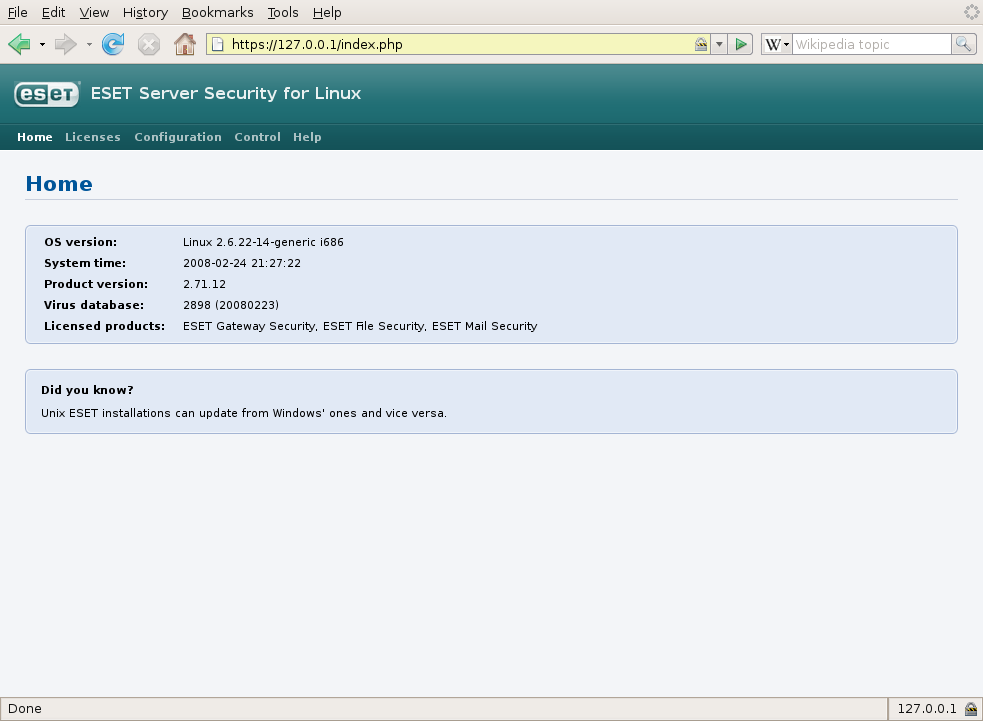 File Edit View History Bookmarks Tools Help
https://127.0.0.1/index.php W Wikipedia topic
eseT ESET Server Security for Linux
Home Licenses Configuration Control Help
Home
OS version: Linux 2.6.22-14-generic i686
System time: 2008-02-24 21:27:22
Product version: 2.71.12
Virus database: 2898 (20080223)
Licensed products: ESET Gateway Security, ESET File Security, ESET Mail Security
Did you know?
Unix ESET installations can update from Windows' ones and vice versa.
Done 127.0.0.1